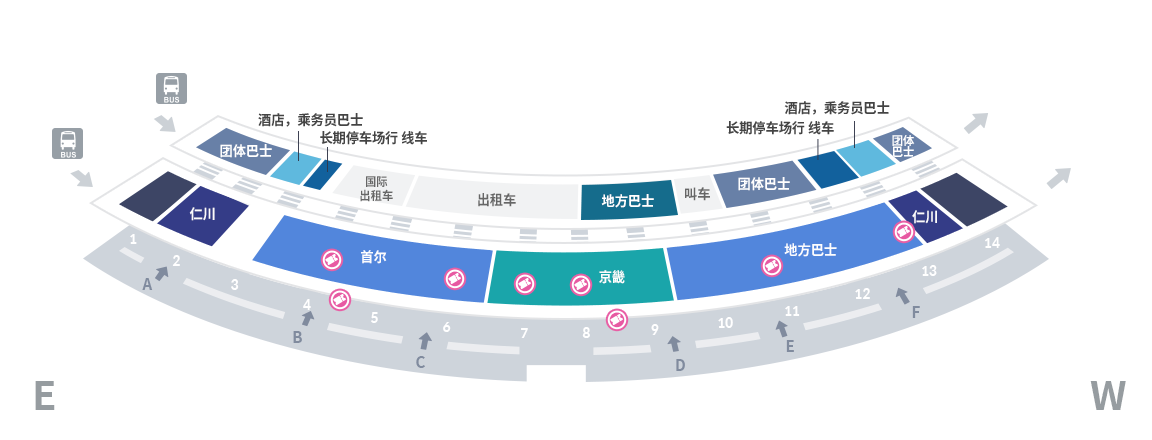 BUS
BUS
酒店，乘务员巴士
长期停车场行 线车
团体巴士
国际
出租车
出租车
地方巴士
叫车
团体巴士
酒店，乘务员巴士
长期停车场行 线车
团体
巴士
仁川
首尔
京畿
地方巴士
仁川
1
2
3
4
5
6
7
8
9
10
11
12
13
14
A
B
C
D
E
F
E
W